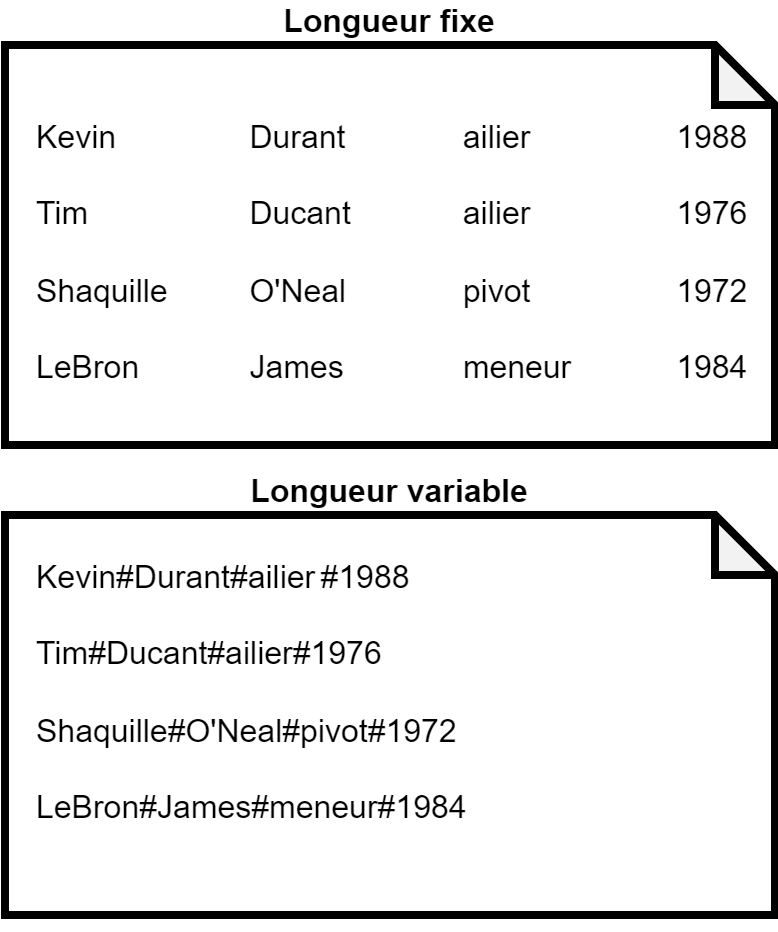 Longueur fixe
Kevin Durant ailier 1988
Tim Ducant ailier 1976
Shaquille O'Neal pivot 1972
LeBron James meneur 1984
Longueur variable
Kevin#Durant#ailier #1988
Tim#Ducant#ailier#1976
Shaquille#O'Neal#pivot#1972
LeBron#James#meneur#1984